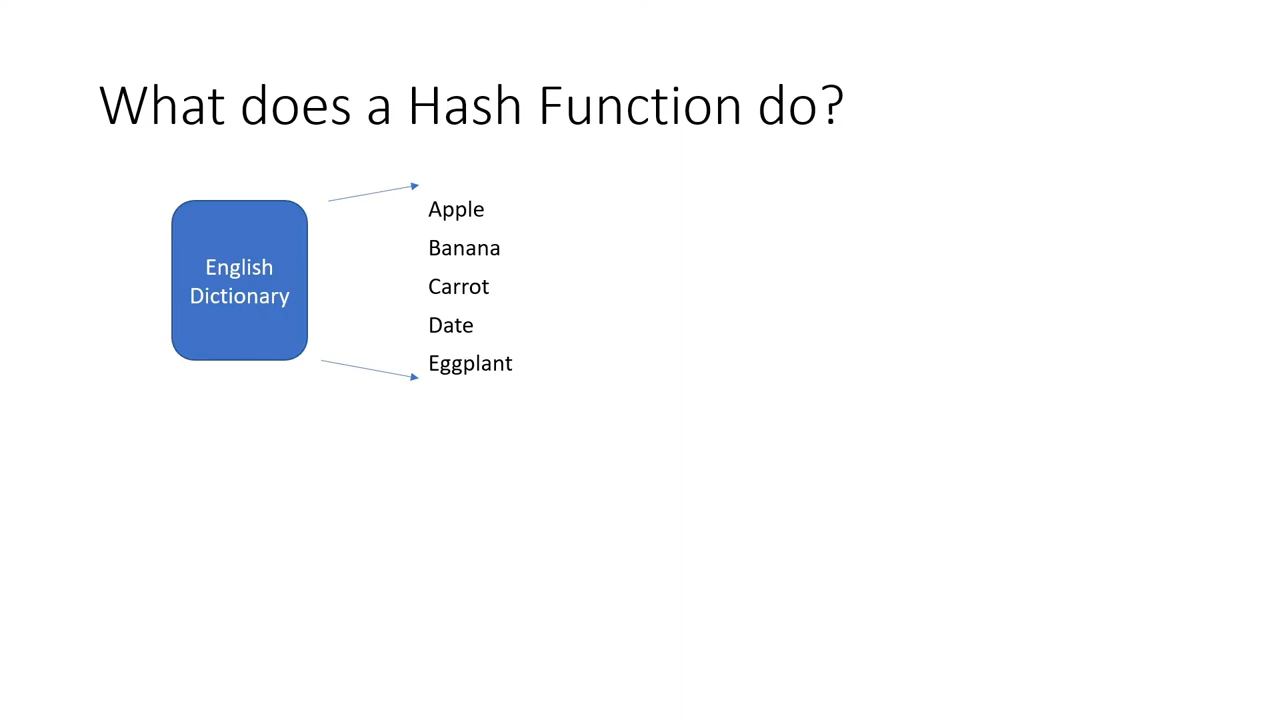 What does a Hash Function do?
English
Dictionary
Apple
Banana
Carrot
Date
Eggplant